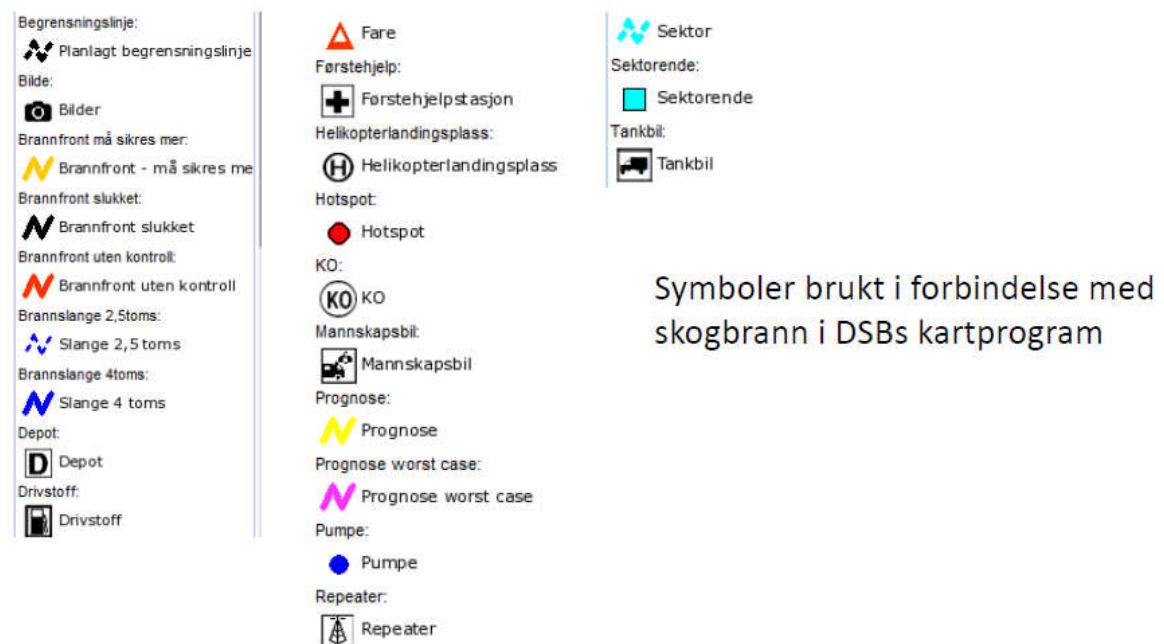 Begrensningslinje:
Planlagt begrensningslinje
Bilde:
Bilder
Brannfront må sikres mer:
Brannfront - må sikres me
Brannfront slukket:
Brannfront slukket
Brannfront uten kontroll:
Brannfront uten kontroll
Brannslange 2,5toms:
Slange 2,5 toms
Brannslange 4toms:
Slange 4 toms
Depot:
D Depot
Drivstoff:
Drivstoff
Fare
Førstehjelp:
Førstehjelpstasjon
Helikopterlandingsplass:
H Helikopterlandingsplass
Hotspot:
Hotspot
KO:
KO KO
Mannskapsbil:
Mannskapsbil
Prognose:
Prognose
Prognose worst case:
Prognose worst case
Pumpe:
Pumpe
Repeater:
Repeater
Sektor
Sektorende:
Sektorende
Tankbil:
Tankbil
Symboler brukt i forbindelse med
skogbrann i DSBs kartprogram